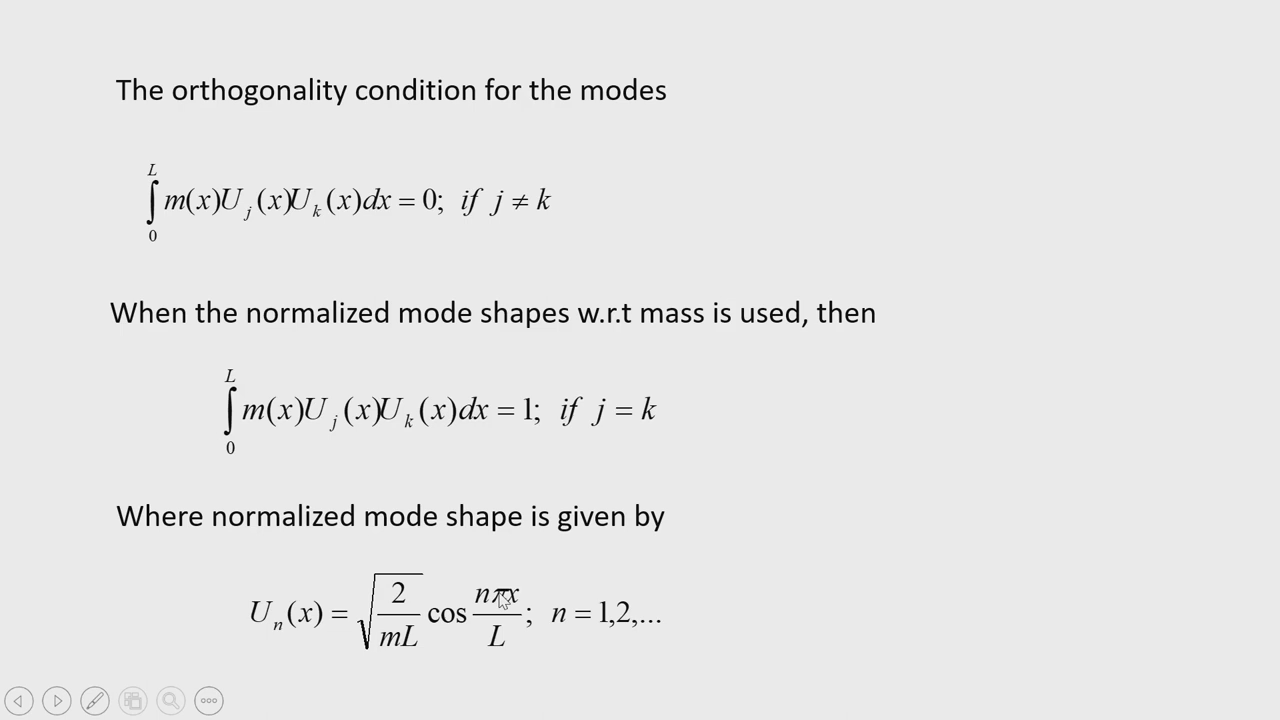 The orthogonality condition for the modes
∫₀ᴸ m(x)Uⱼ(x)Uₖ(x)dx = 0; if j ≠ k
When the normalized mode shapes w.r.t mass is used, then
∫₀ᴸ m(x)Uⱼ(x)Uₖ(x)dx = 1; if j = k
Where normalized mode shape is given by
Uₙ(x) = √(2/mL) cos nπx/L; n = 1,2,...